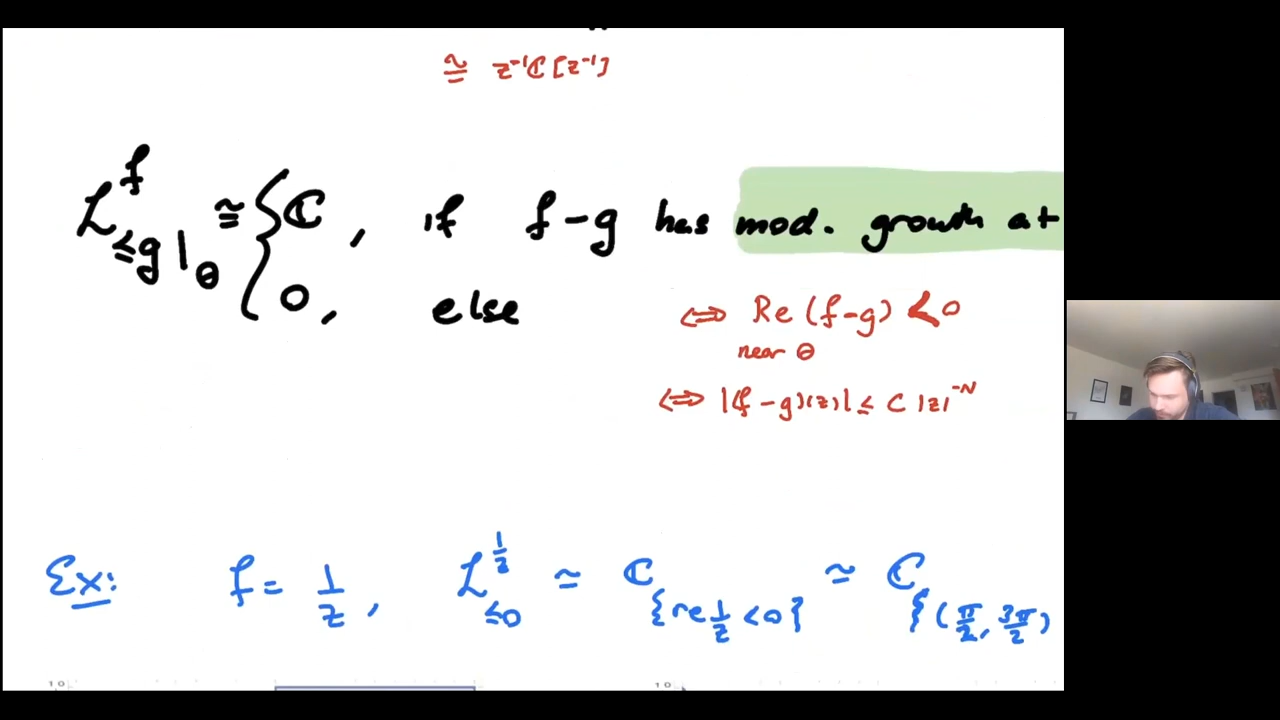 ≅ z⁻¹ℂ[z⁻¹]
L^f_{≤g}|_θ ≅ { ℂ, if f-g has mod. growth at
0, else
⇔ Re(f-g) < 0
near θ
⇔ |(f-g)(z)| ≤ C|z|^{-N}
Ex: f = 1/z, L^{1/z}_{≤0} ≃ ℂ_{{re 1/z < 0}} ≃ ℂ_{{(π/2, 3π/2)}